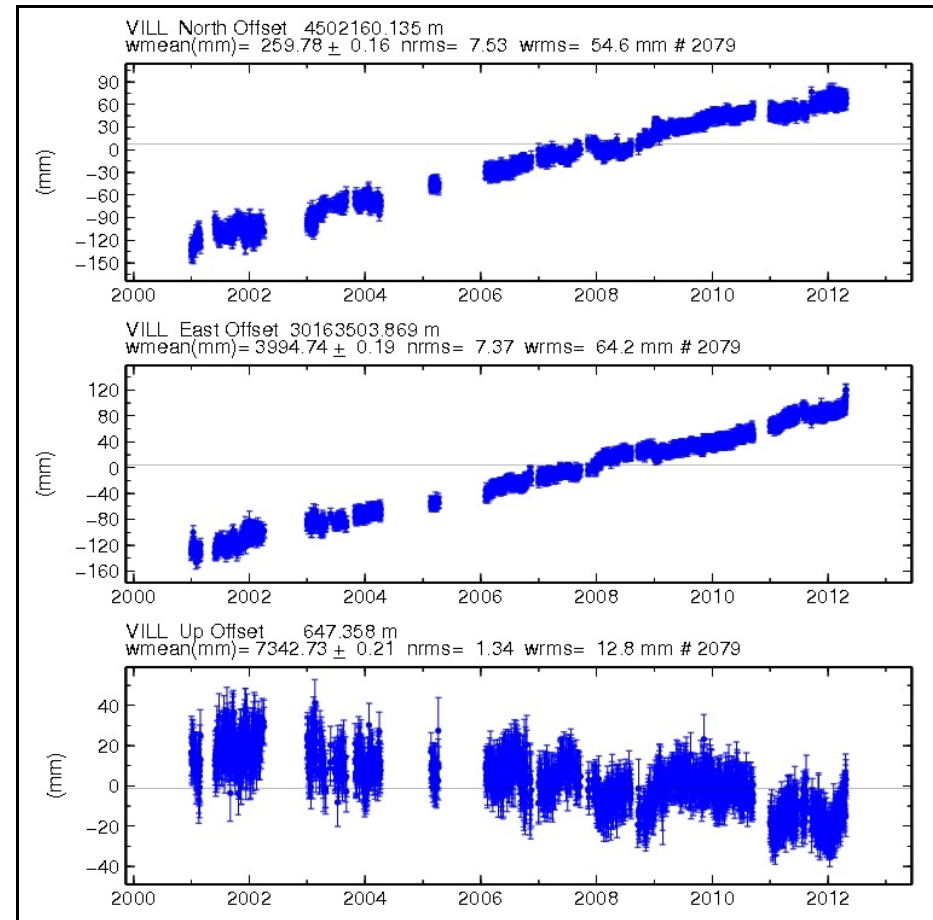 VILL North Offset 4502160.135 m
wmean(mm)= 259.78 ± 0.16 nrms= 7.53 wrms= 54.6 mm # 2079
90
60
30
0
−30
−60
−90
−120
−150
(mm)
2000 2002 2004 2006 2008 2010 2012
VILL East Offset 30163503.869 m
wmean(mm)= 3994.74 ± 0.19 nrms= 7.37 wrms= 64.2 mm # 2079
120
80
40
0
−40
−80
−120
−160
(mm)
2000 2002 2004 2006 2008 2010 2012
VILL Up Offset 647.358 m
wmean(mm)= 7342.73 ± 0.21 nrms= 1.34 wrms= 12.8 mm # 2079
40
20
0
−20
−40
(mm)
2000 2002 2004 2006 2008 2010 2012